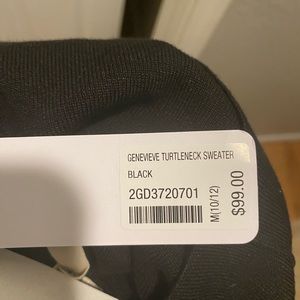 GENEVIEVE TURTLENECK SWEATER
BLACK
2GD3720701
M(10/12)
$99.00